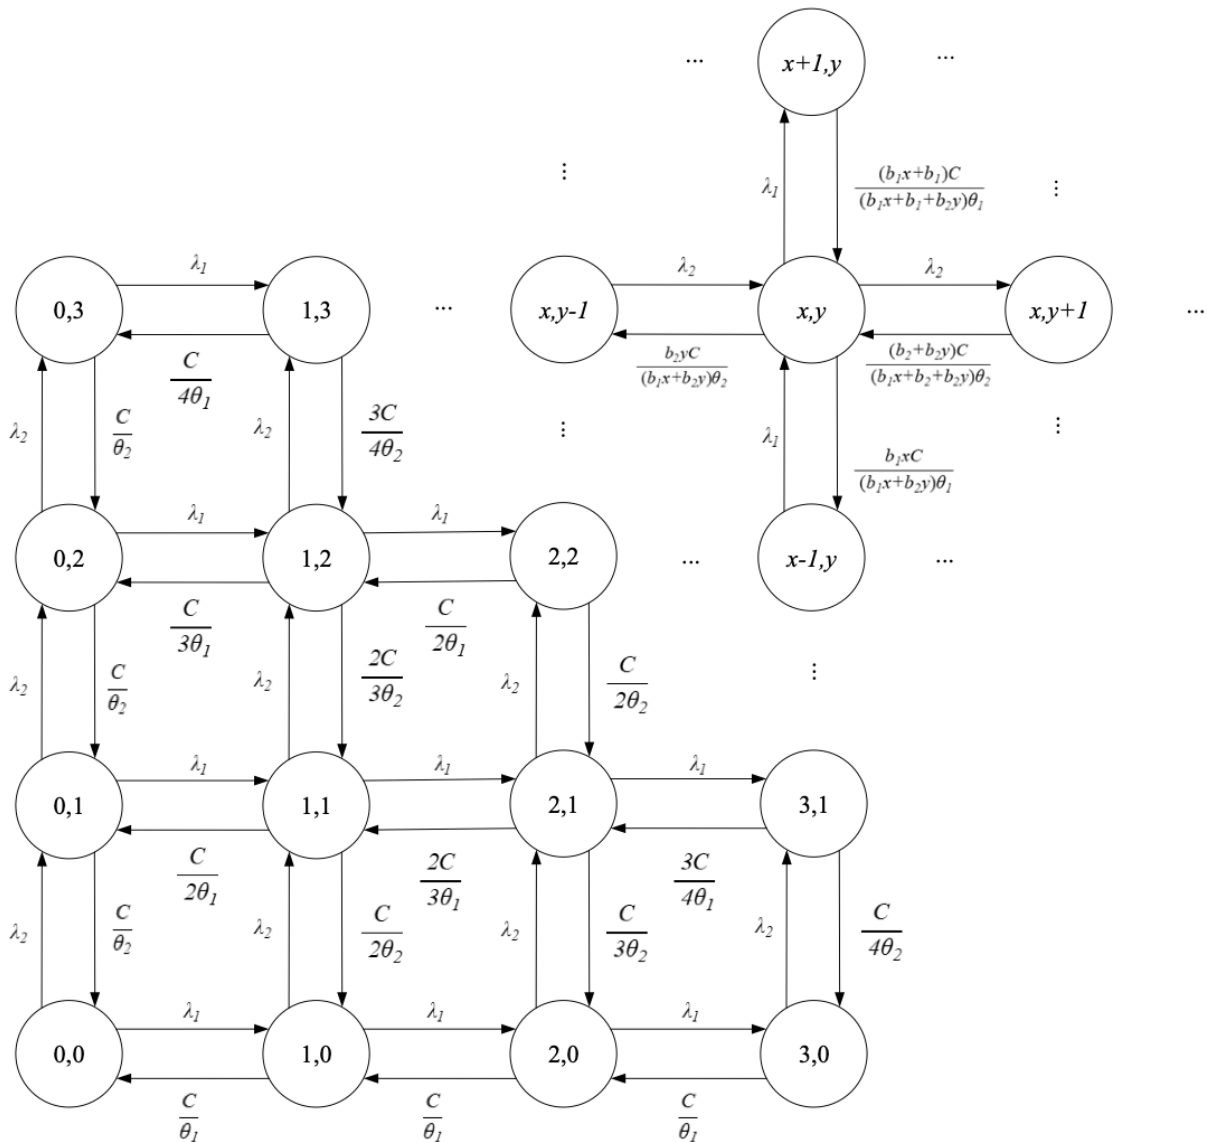 ... x+1,y ...
⋮ λ₁ (b₁x+b₁)C / (b₁x+b₁+b₂y)θ₁ ⋮
0,3 λ₁ 1,3 ... x,y-1 λ₂ x,y λ₂ x,y+1 ...
C / 4θ₁ b₂yC / (b₁x+b₂y)θ₂ (b₂+b₂y)C / (b₁x+b₂+b₂y)θ₂
λ₂ C / θ₂ λ₂ 3C / 4θ₂ ⋮ λ₁ b₁xC / (b₁x+b₂y)θ₁ ⋮
0,2 λ₁ 1,2 λ₁ 2,2 ... x-1,y ...
C / 3θ₁ C / 2θ₁
λ₂ C / θ₂ λ₂ 2C / 3θ₂ λ₂ C / 2θ₂ ⋮
0,1 λ₁ 1,1 λ₁ 2,1 λ₁ 3,1
C / 2θ₁ 2C / 3θ₁ 3C / 4θ₁
λ₂ C / θ₂ λ₂ C / 2θ₂ λ₂ C / 3θ₂ λ₂ C / 4θ₂
0,0 λ₁ 1,0 λ₁ 2,0 λ₁ 3,0
C / θ₁ C / θ₁ C / θ₁